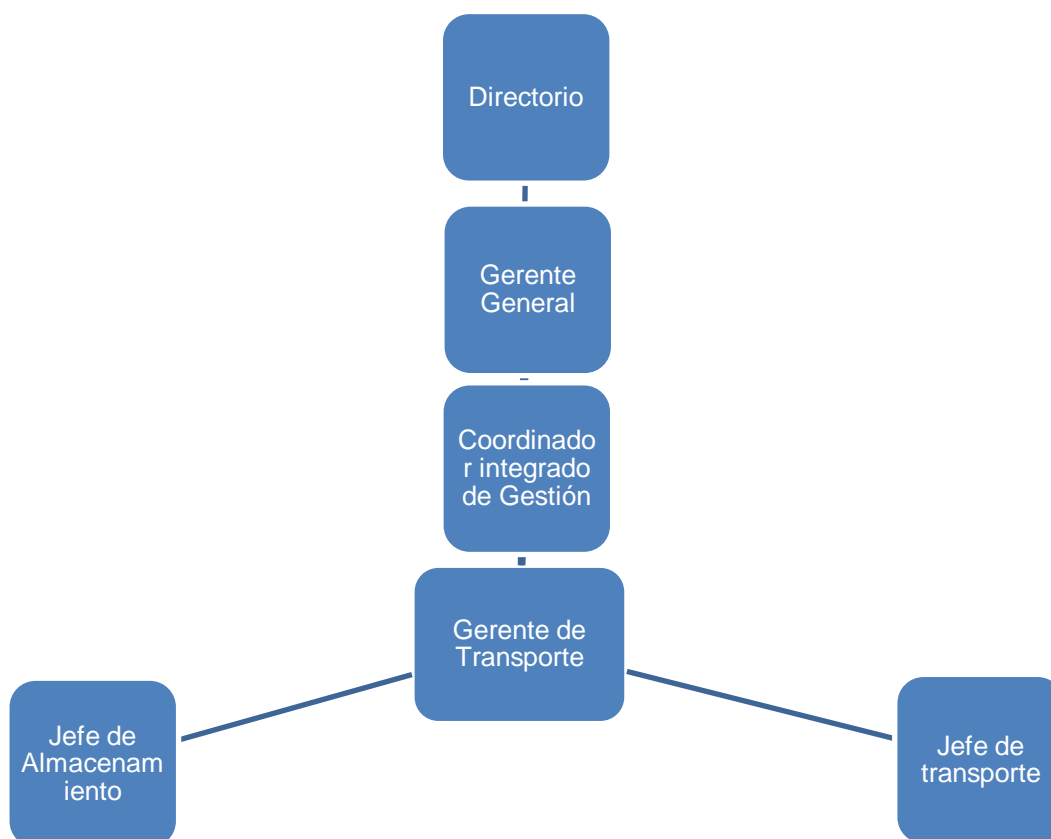 Directorio
Gerente
General
Coordinado
r integrado
de Gestión
Gerente de
Transporte
Jefe de
Almacenam
iento
Jefe de
transporte